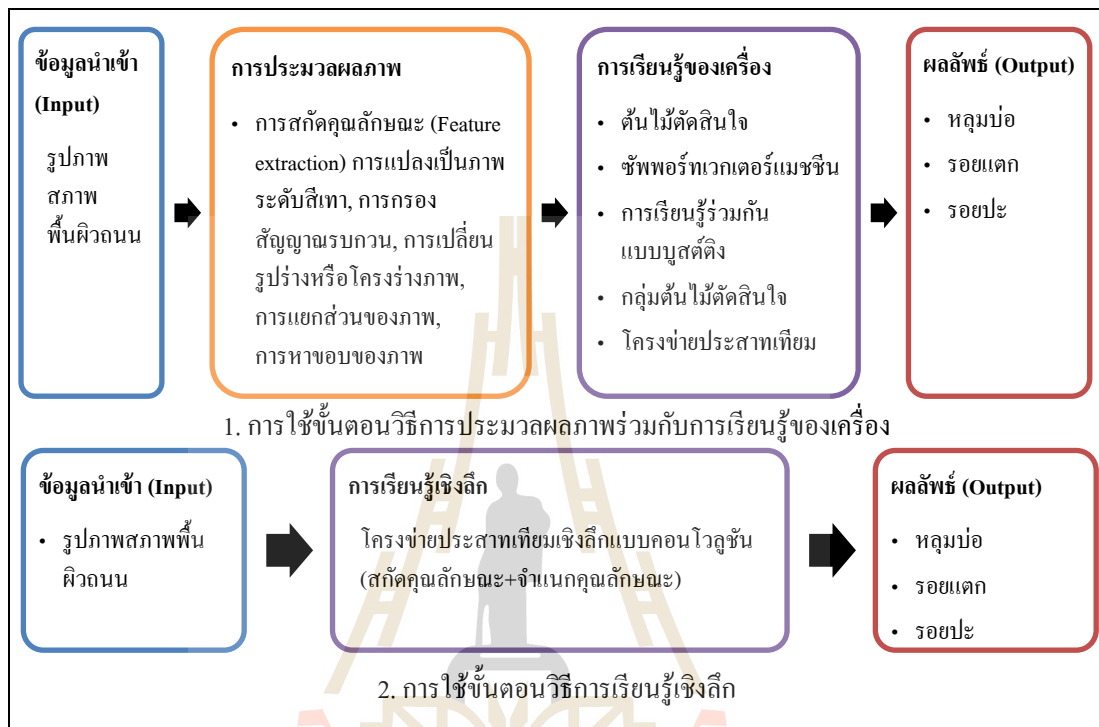 ข้อมูลนำเข้า
(Input)
รูปภาพ
สภาพ
พื้นผิวถนน
การประมวลผลภาพ
• การสกัดคุณลักษณะ (Feature
extraction) การแปลงเป็นภาพ
ระดับสีเทา, การกรอง
สัญญาณรบกวน, การเปลี่ยน
รูปร่างหรือโครงร่างภาพ,
การแยกส่วนของภาพ,
การหาขอบของภาพ
การเรียนรู้ของเครื่อง
• ต้นไม้ตัดสินใจ
• ซัพพอร์ทเวกเตอร์แมชชีน
• การเรียนรู้ร่วมกัน
แบบบูสต์ติง
• กลุ่มต้นไม้ตัดสินใจ
• โครงข่ายประสาทเทียม
ผลลัพธ์ (Output)
• หลุมบ่อ
• รอยแตก
• รอยปะ
1. การใช้ขั้นตอนวิธีการประมวลผลภาพร่วมกับการเรียนรู้ของเครื่อง
ข้อมูลนำเข้า (Input)
• รูปภาพสภาพพื้น
ผิวถนน
การเรียนรู้เชิงลึก
โครงข่ายประสาทเทียมเชิงลึกแบบคอนโวลูชัน
(สกัดคุณลักษณะ+จำแนกคุณลักษณะ)
ผลลัพธ์ (Output)
• หลุมบ่อ
• รอยแตก
• รอยปะ
2. การใช้ขั้นตอนวิธีการเรียนรู้เชิงลึก